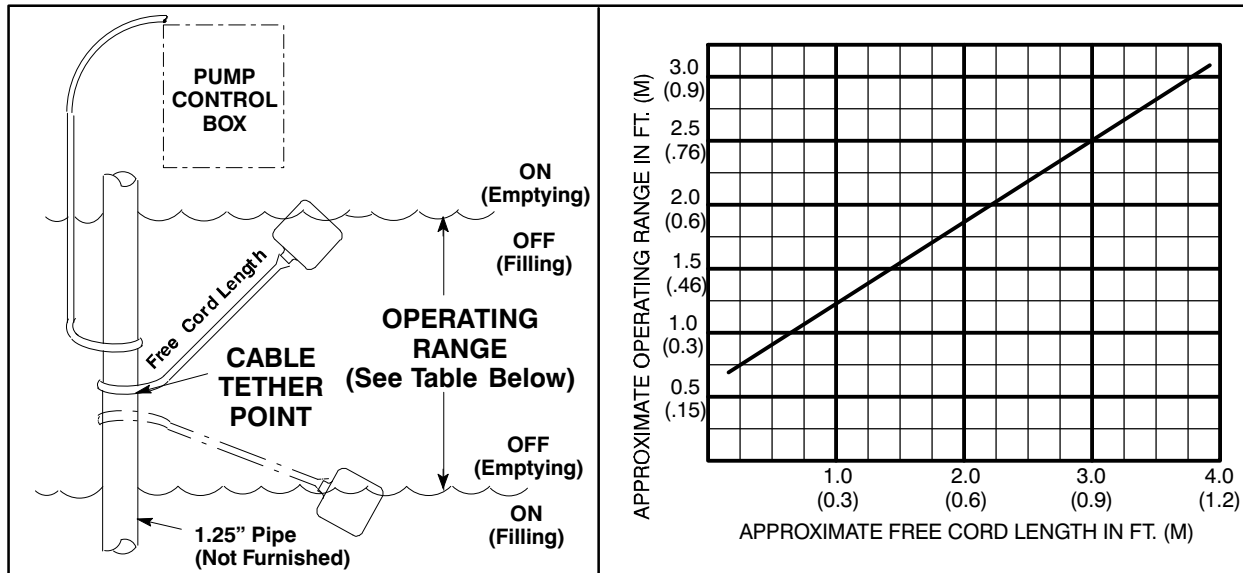 PUMP
CONTROL
BOX
ON
(Emptying)
OFF
(Filling)
Free Cord Length
CABLE
TETHER
POINT
OPERATING
RANGE
(See Table Below)
OFF
(Emptying)
ON
(Filling)
1.25” Pipe
(Not Furnished)
APPROXIMATE OPERATING RANGE IN FT. (M)
3.0
(0.9)
2.5
(.76)
2.0
(0.6)
1.5
(.46)
1.0
(0.3)
0.5
(.15)
1.0 2.0 3.0 4.0
(0.3) (0.6) (0.9) (1.2)
APPROXIMATE FREE CORD LENGTH IN FT. (M)